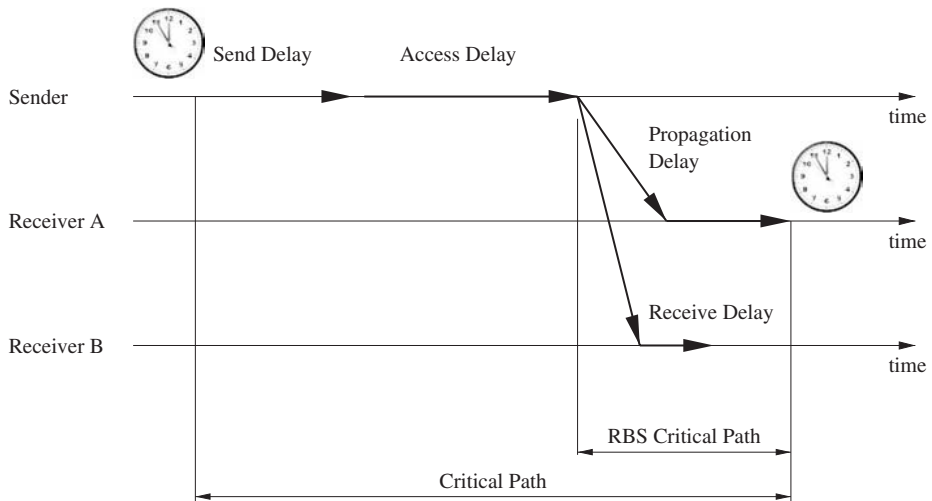 Send Delay
Access Delay
Sender
time
Propagation
Delay
Receiver A
time
Receive Delay
Receiver B
time
RBS Critical Path
Critical Path